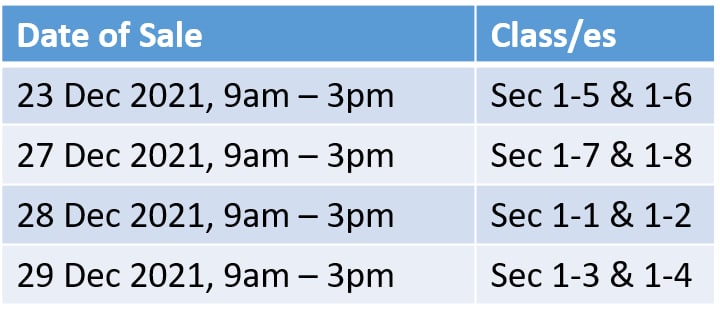 Date of Sale Class/es
23 Dec 2021, 9am – 3pm Sec 1-5 & 1-6
27 Dec 2021, 9am – 3pm Sec 1-7 & 1-8
28 Dec 2021, 9am – 3pm Sec 1-1 & 1-2
29 Dec 2021, 9am – 3pm Sec 1-3 & 1-4